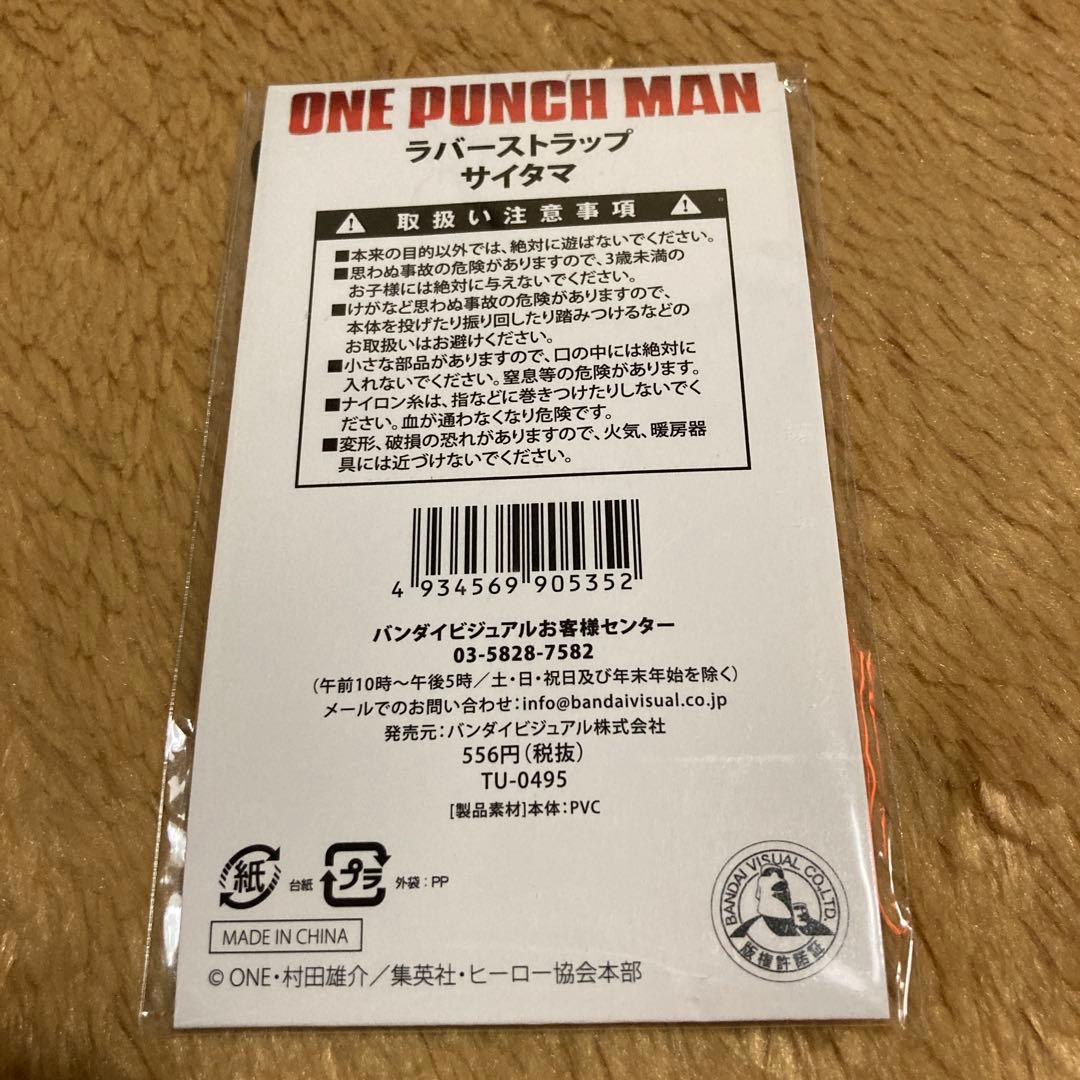 ONE PUNCH MAN
ラバーストラップ
サイタマ
取扱い注意事項
■本来の目的以外では、絶対に遊ばないでください。
■思わぬ事故の危険がありますので、3歳未満の
お子様には絶対に与えないでください。
■けがなど思わぬ事故の危険がありますので、
本体を投げたり振り回したり踏みつけるなどの
お取扱いはお避けください。
■小さな部品がありますので、口の中には絶対に
入れないでください。窒息等の危険があります。
■ナイロン糸は、指などに巻きつけたりしないでく
ださい。血が通わなくなり危険です。
■変形、破損の恐れがありますので、火気、暖房器
具には近づけないでください。
4 934569 905352
バンダイビジュアルお客様センター
03-5828-7582
(午前10時~午後5時/土・日・祝日及び年末年始を除く)
メールでのお問い合わせ:info@bandaivisual.co.jp
発売元:バンダイビジュアル株式会社
556円(税抜)
TU-0495
[製品素材]本体:PVC
紙 台紙 プラ 外袋:PP
BANDAI VISUAL CO.,LTD.
版権許諾証
MADE IN CHINA
© ONE・村田雄介/集英社・ヒーロー協会本部